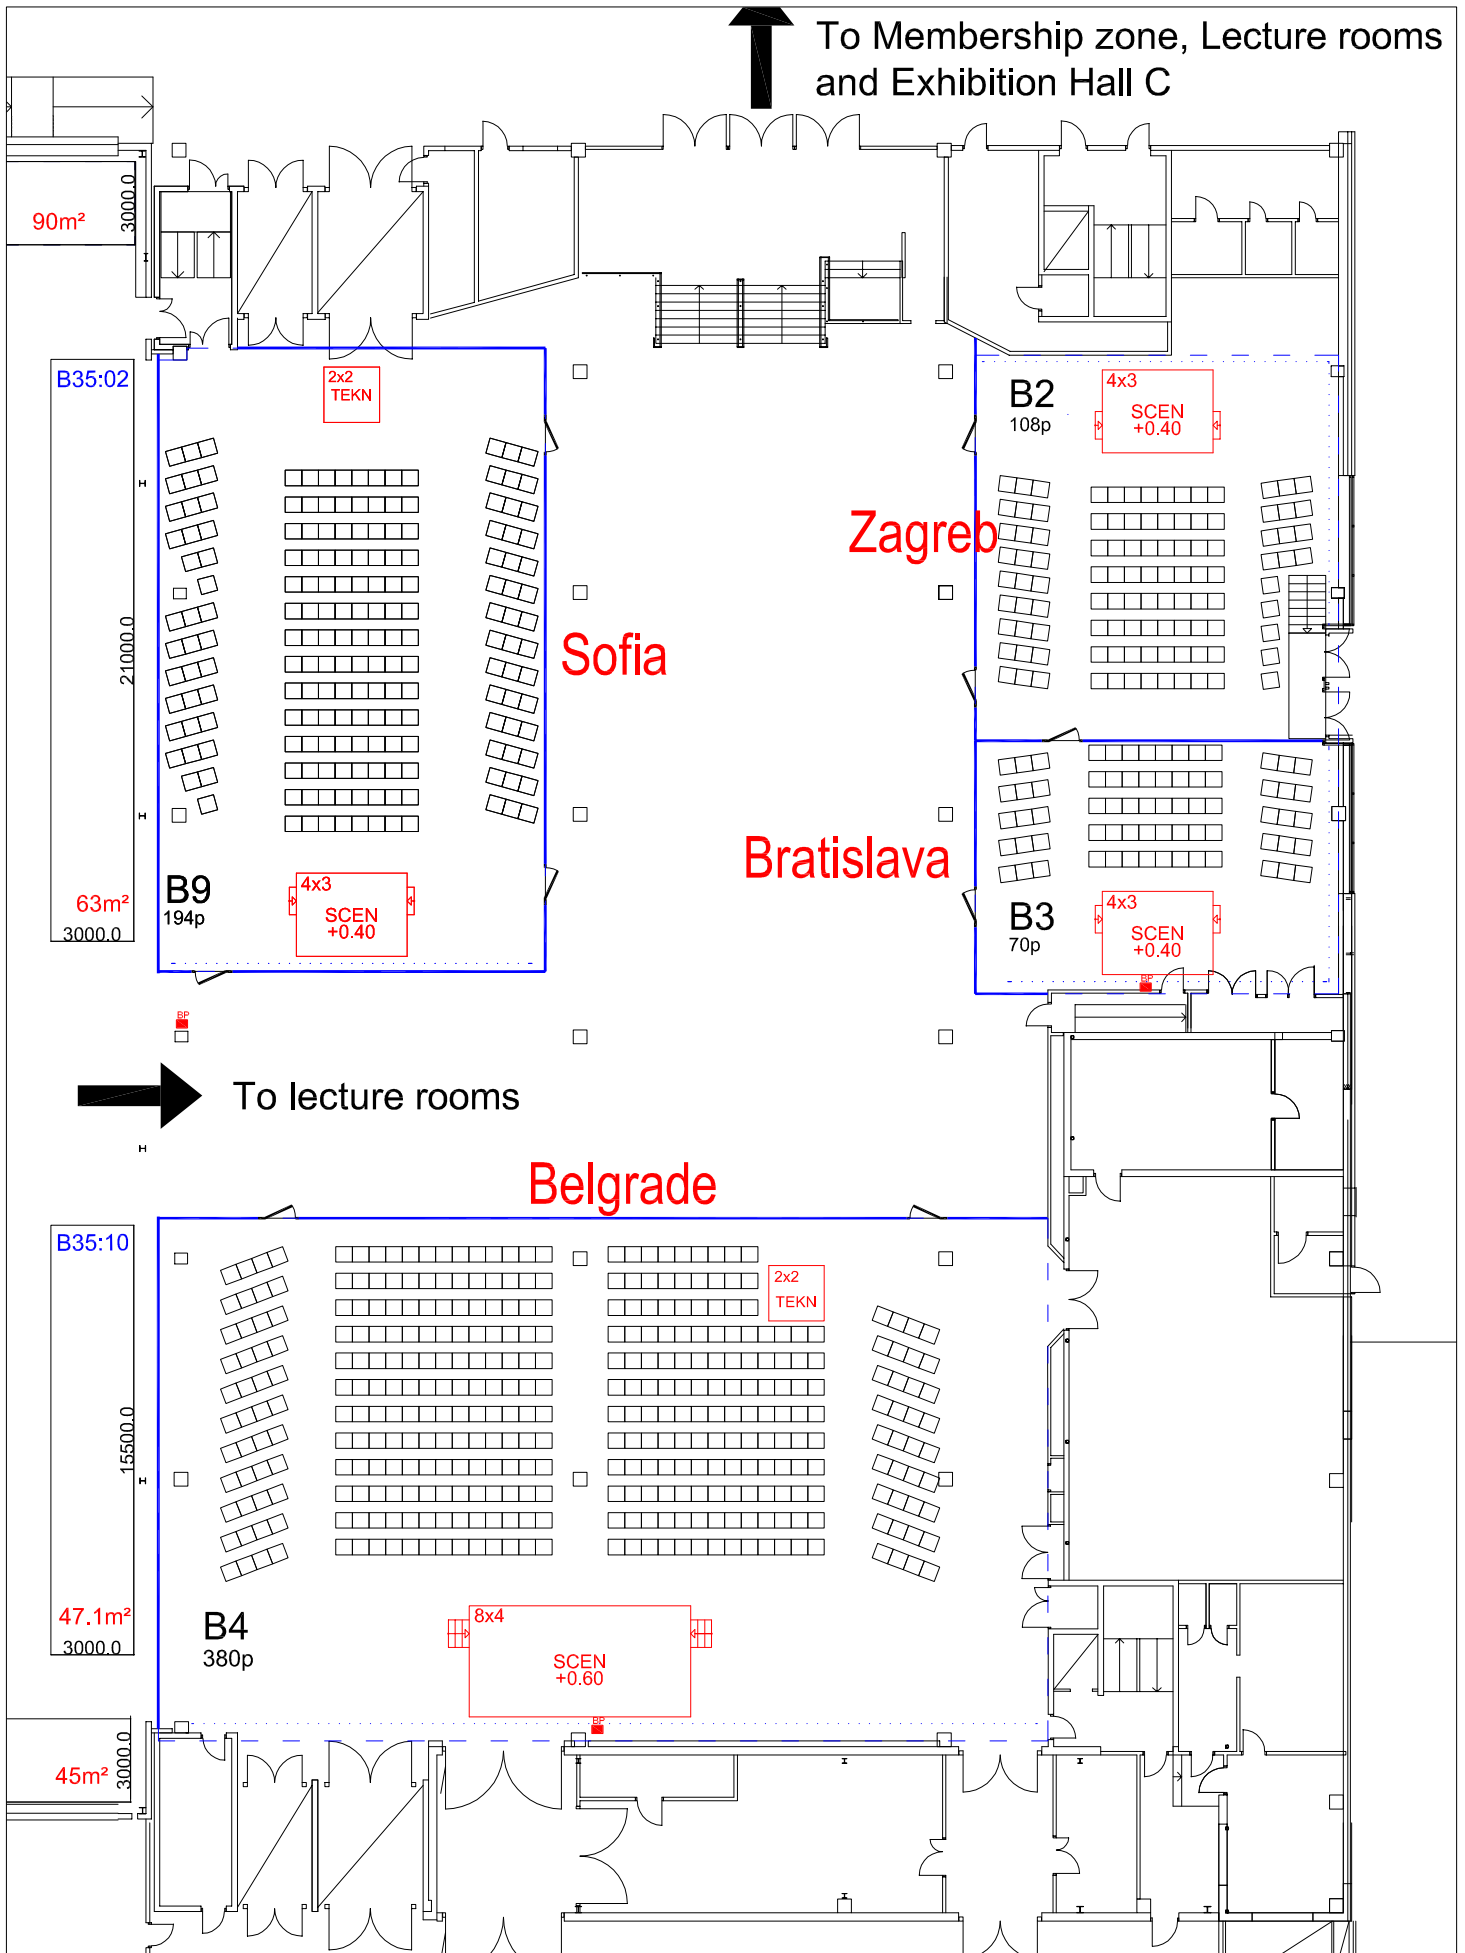 To Membership zone, Lecture rooms
and Exhibition Hall C
3000.0
90m²
B35:02
2x2
TEKN
B2
108p
4x3
SCEN
+0.40
Zagreb
Sofia
21000.0
Bratislava
B9
194p
63m²
3000.0
4x3
SCEN
+0.40
B3
70p
4x3
SCEN
+0.40
BP
BP
To lecture rooms
Belgrade
B35:10
2x2
TEKN
15500.0
47.1m²
3000.0
B4
380p
8x4
SCEN
+0.60
BP
45m²
3000.0